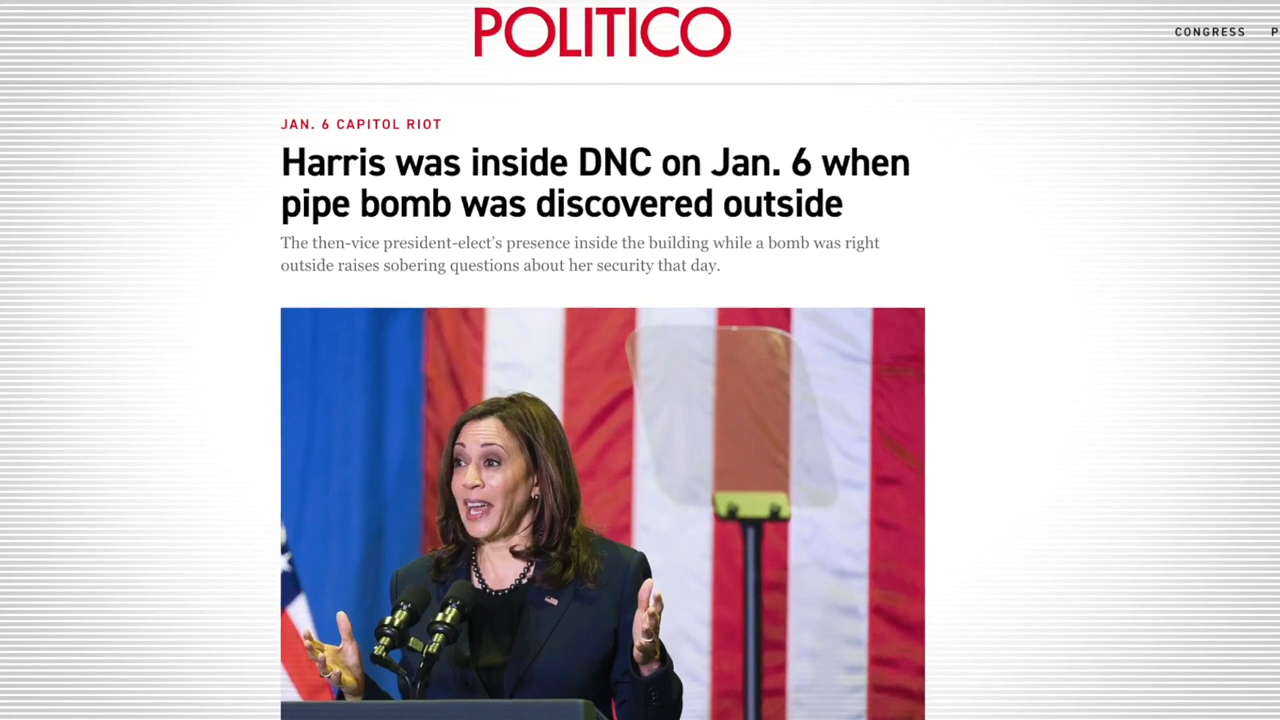 POLITICO
CONGRESS P
JAN. 6 CAPITOL RIOT
Harris was inside DNC on Jan. 6 when
pipe bomb was discovered outside
The then-vice president-elect’s presence inside the building while a bomb was right
outside raises sobering questions about her security that day.